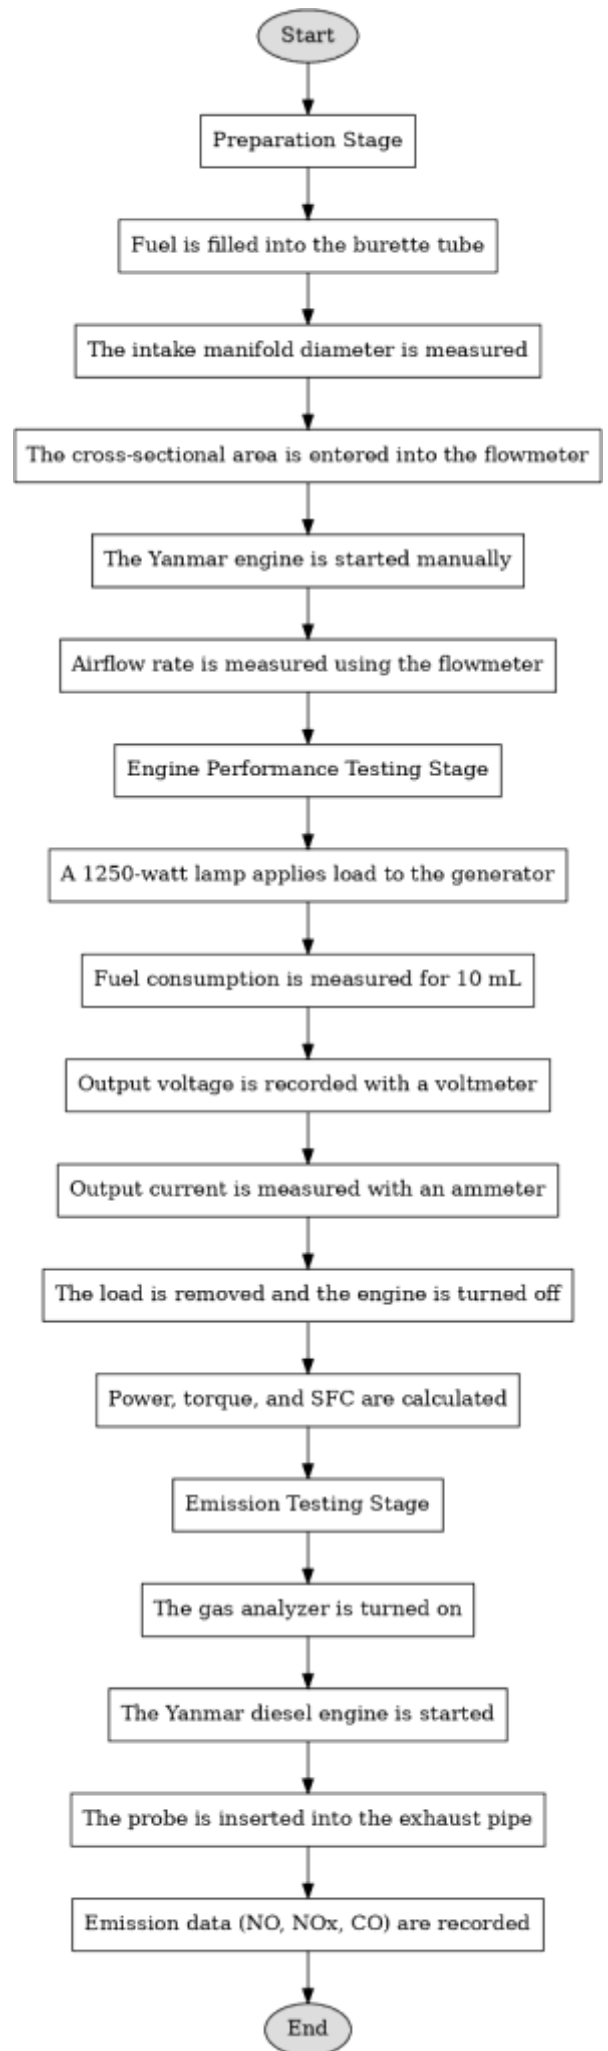 Start
Preparation Stage
Fuel is filled into the burette tube
The intake manifold diameter is measured
The cross-sectional area is entered into the flowmeter
The Yanmar engine is started manually
Airflow rate is measured using the flowmeter
Engine Performance Testing Stage
A 1250-watt lamp applies load to the generator
Fuel consumption is measured for 10 mL
Output voltage is recorded with a voltmeter
Output current is measured with an ammeter
The load is removed and the engine is turned off
Power, torque, and SFC are calculated
Emission Testing Stage
The gas analyzer is turned on
The Yanmar diesel engine is started
The probe is inserted into the exhaust pipe
Emission data (NO, NOx, CO) are recorded
End